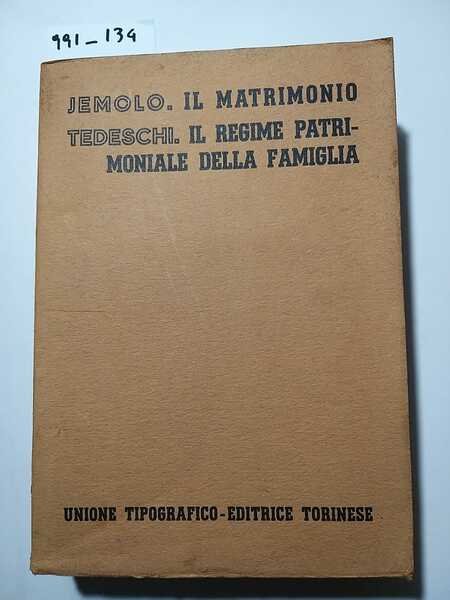 991_134
JEMOLO. IL MATRIMONIO
TEDESCHI. IL REGIME PATRI-
MONIALE DELLA FAMIGLIA
UNIONE TIPOGRAFICO-EDITRICE TORINESE